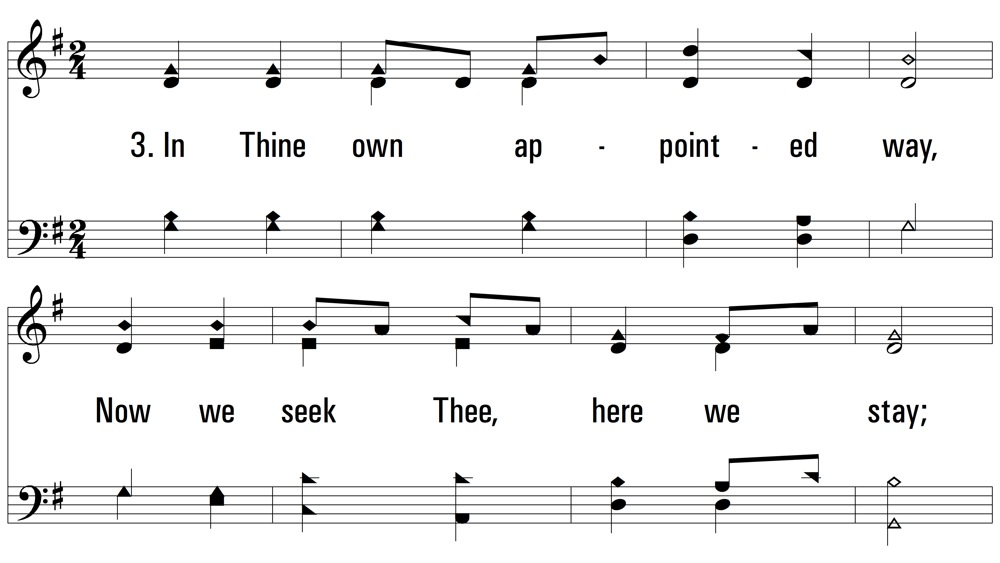 3. In Thine own ap - point - ed way,
Now we seek Thee, here we stay;